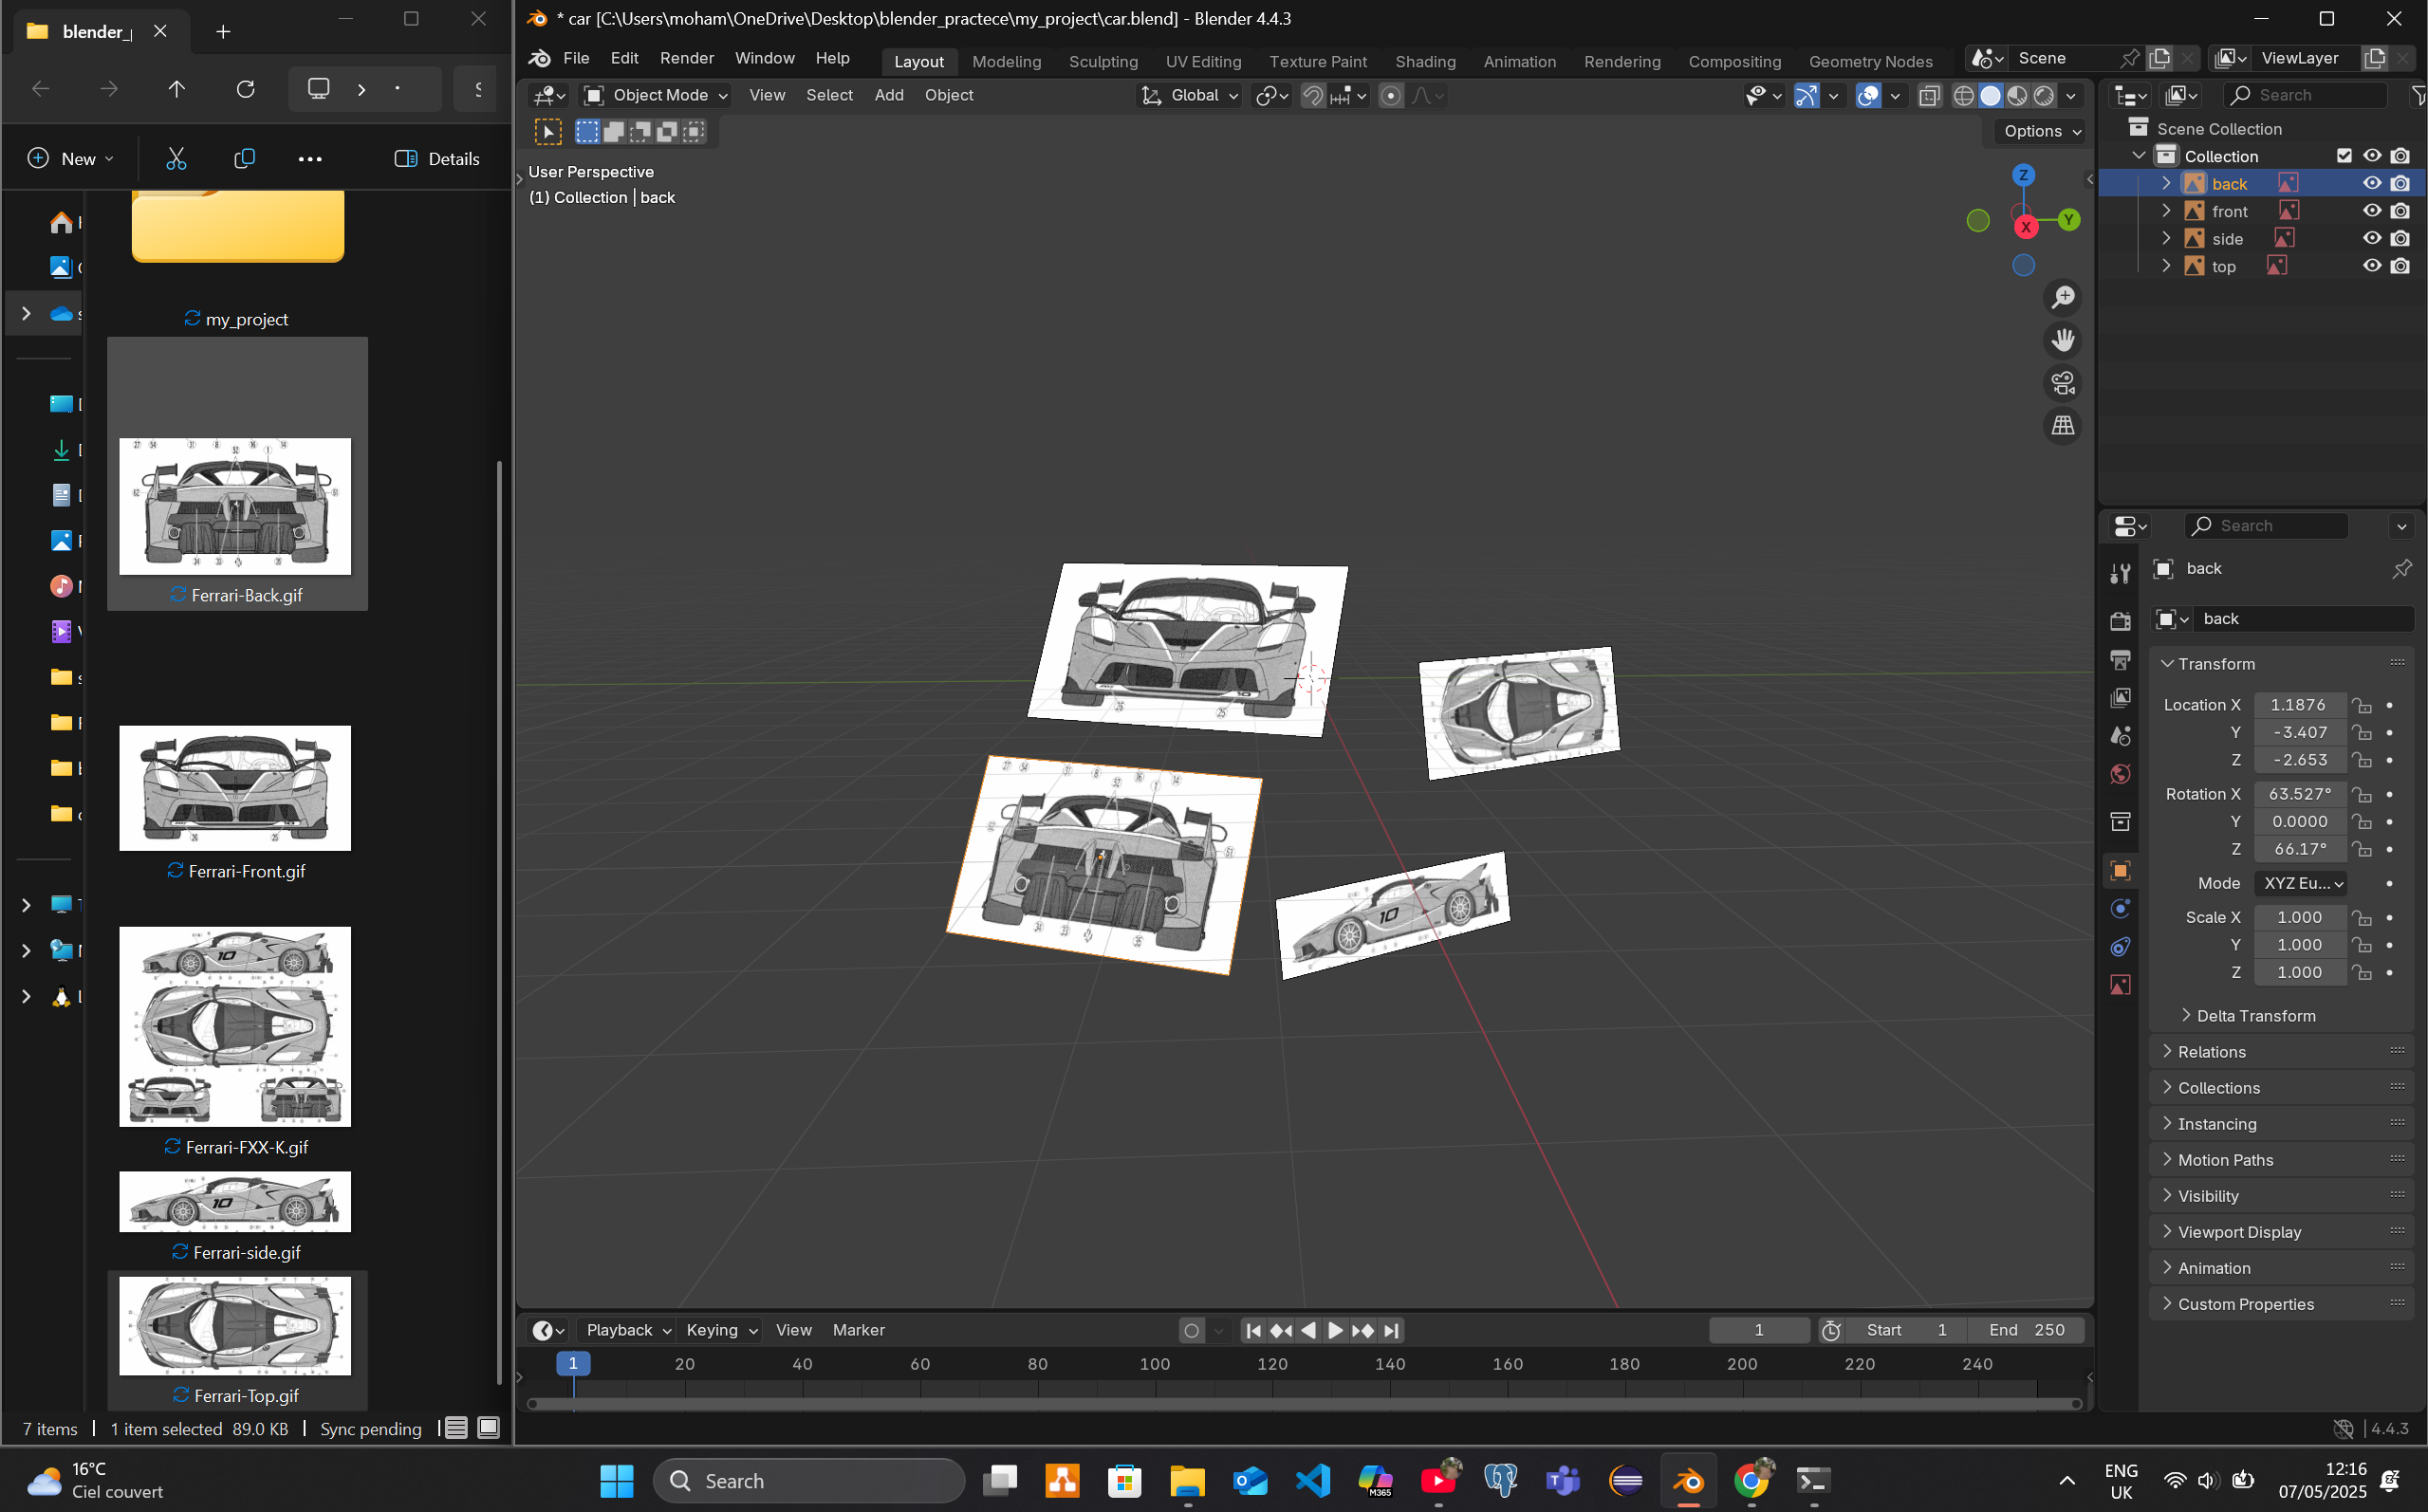 blender_
New
Details
my_project
Ferrari-Back.gif
Ferrari-Front.gif
Ferrari-FXX-K.gif
Ferrari-side.gif
Ferrari-Top.gif
7 items
1 item selected 89.0 KB
Sync pending
* car [C:\Users\moham\OneDrive\Desktop\blender_practece\my_project\car.blend] - Blender 4.4.3
File Edit Render Window Help
Layout Modeling Sculpting UV Editing Texture Paint Shading Animation Rendering Compositing Geometry Nodes
Scene
ViewLayer
Object Mode View Select Add Object
Global
Options
User Perspective
(1) Collection | back
Z
Y
X
Search
Scene Collection
Collection
back
front
side
top
Search
back
back
Transform
Location X 1.1876
Y -3.407
Z -2.653
Rotation X 63.527°
Y 0.0000
Z 66.17°
Mode XYZ Eu...
Scale X 1.000
Y 1.000
Z 1.000
Delta Transform
Relations
Collections
Instancing
Motion Paths
Visibility
Viewport Display
Animation
Custom Properties
Playback Keying View Marker
1
Start 1
End 250
1 20 40 60 80 100 120 140 160 180 200 220 240
4.4.3
16°C
Ciel couvert
Search
M365
ENG
UK
12:16
07/05/2025